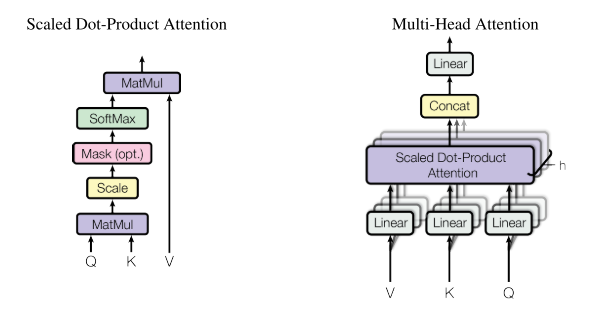 Scaled Dot-Product Attention
MatMul
SoftMax
Mask (opt.)
Scale
MatMul
Q K V
Multi-Head Attention
Linear
Concat
Scaled Dot-Product
Attention
h
Linear Linear Linear
V K Q